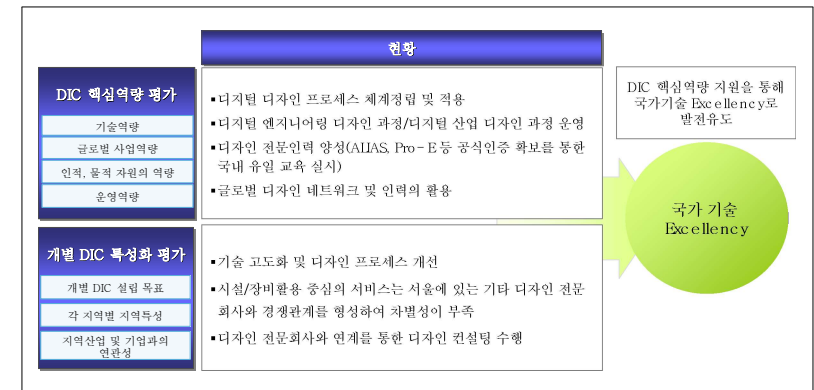 현황
DIC 핵심역량 평가
기술역량
글로벌 사업역량
인적, 물적 자원의 역량
운영역량
▪디지털 디자인 프로세스 체계정립 및 적용
▪디지털 엔지니어링 디자인 과정/디지털 산업 디자인 과정 운영
▪디자인 전문인력 양성(ALIAS, Pro-E등 공식인증 확보를 통한
국내 유일 교육 실시)
▪글로벌 디자인 네트워크 및 인력의 활용
DIC 핵심역량 지원을 통해
국가기술 Excellency로
발전유도
국가 기술
Excellency
개별 DIC 특성화 평가
개별 DIC 설립 목표
각 지역별 지역특성
지역산업 및 기업과의
연관성
▪기술 고도화 및 디자인 프로세스 개선
▪시설/장비활용 중심의 서비스는 서울에 있는 기타 디자인 전문
회사와 경쟁관계를 형성하여 차별성이 부족
▪디자인 전문회사와 연계를 통한 디자인 컨설팅 수행